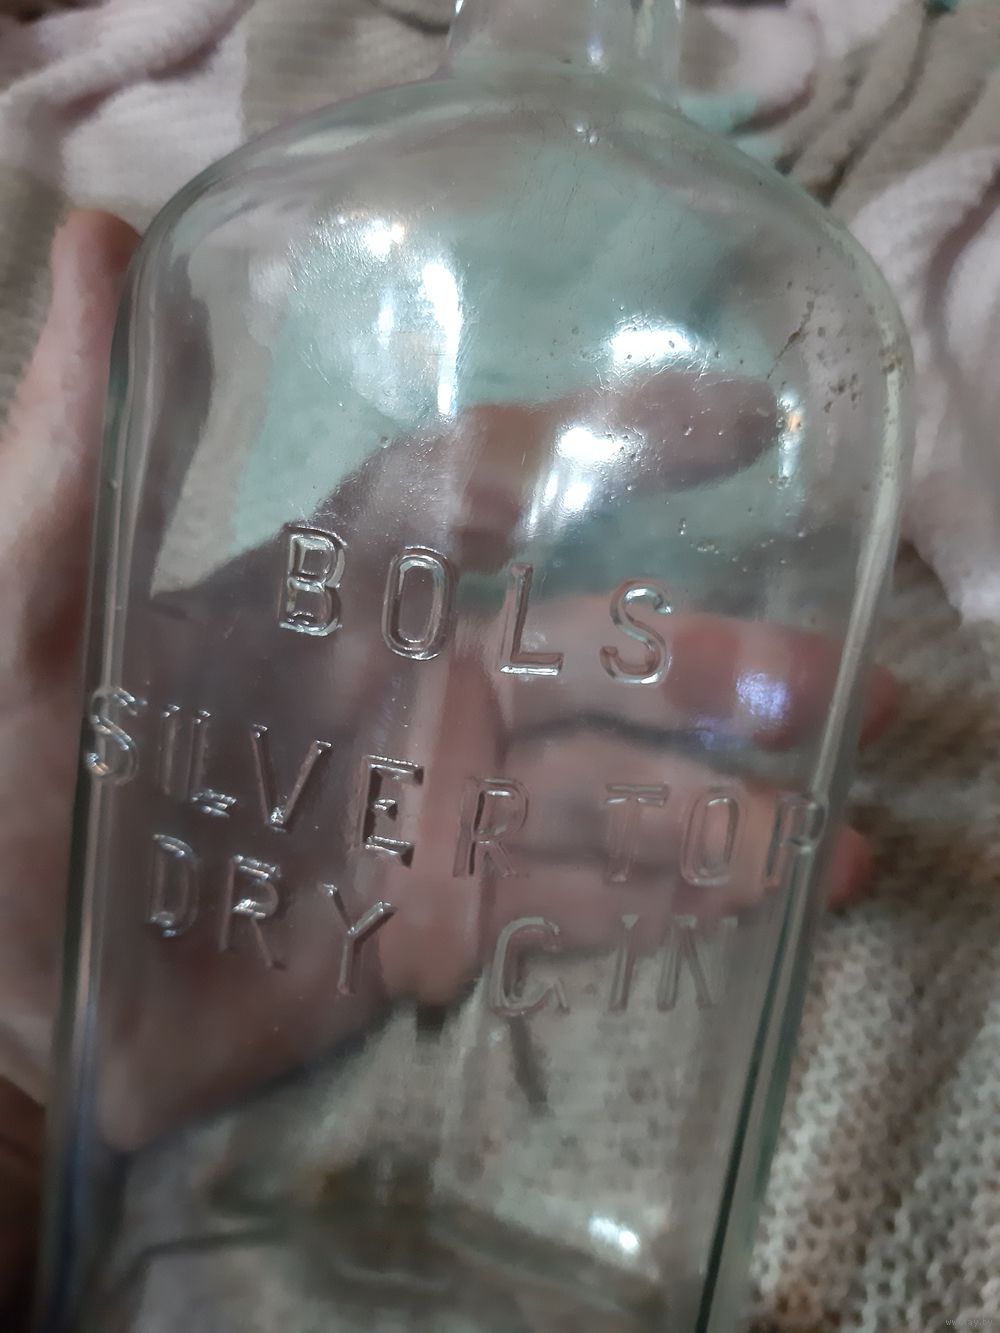 BOLS
SILVER TOP
DRY GIN